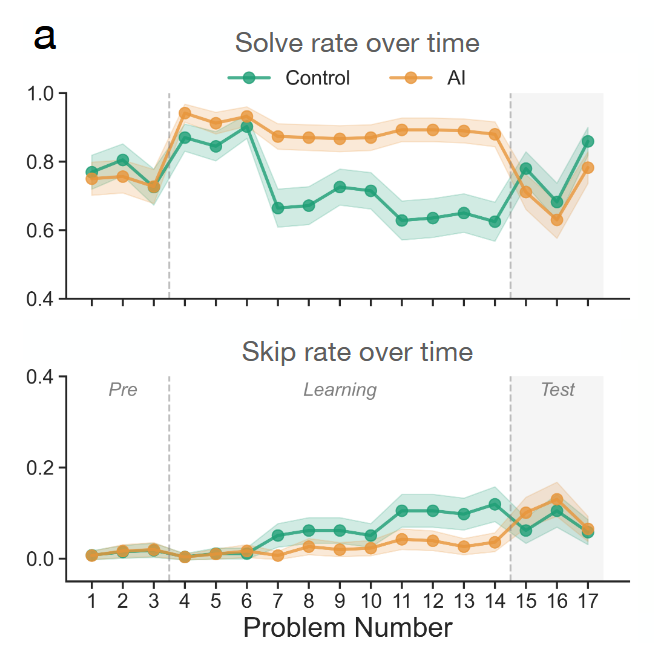 a
Solve rate over time
Control AI
1.0
0.8
0.6
0.4
Skip rate over time
0.4
Pre Learning Test
0.2
0.0
1 2 3 4 5 6 7 8 9 10 11 12 13 14 15 16 17
Problem Number